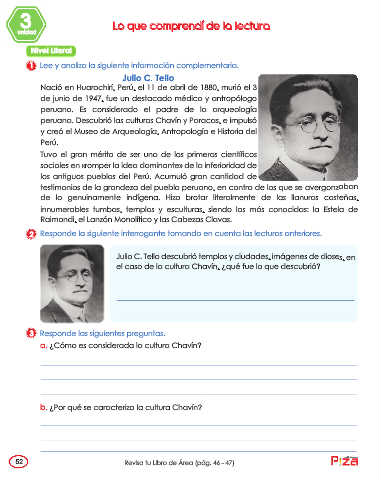 3
unidad
Lo que comprendí de la lectura
Nivel Literal
1 Lee y analiza la siguiente información complementaria.
Julio C. Tello
Nació en Huarochirí, Perú, el 11 de abril de 1880, murió el 3
de junio de 1947, fue un destacado médico y antropólogo
peruano. Es considerado el padre de la arqueología
peruana. Descubrió las culturas Chavín y Paracas, e impulsó
y creó el Museo de Arqueología, Antropología e Historia del
Perú.
Tuvo el gran mérito de ser uno de los primeros científicos
sociales en romper la idea dominantes de la inferioridad de
los antiguos pueblos del Perú. Acumuló gran cantidad de
testimonios de la grandeza del pueblo peruano, en contra de los que se avergonzaban
de lo genuinamente indígena. Hizo brotar literalmente de las llanuras costeñas,
innumerables tumbas, templos y esculturas, siendo las más conocidas: la Estela de
Raimondi, el Lanzón Monolítico y las Cabezas Clavas.
2 Responde la siguiente interrogante tomando en cuenta las lecturas anteriores.
Julio C. Tello descubrió templos y ciudades, imágenes de dioses, en
el caso de la cultura Chavín, ¿qué fue lo que descubrió?
3 Responde las siguientes preguntas.
a. ¿Cómo es considerada la cultura Chavín?
b. ¿Por qué se caracteriza la cultura Chavín?
52
Revisa tu Libro de Área (pág. 46-47)